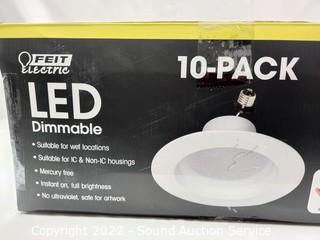 FEIT
Electric
10-PACK
LED
Dimmable
• Suitable for wet locations
• Suitable for IC & Non-IC housings
• Mercury free
• Instant on, full brightness
• No ultraviolet, safe for artwork
Copyright 2022 - Sound Auction Service